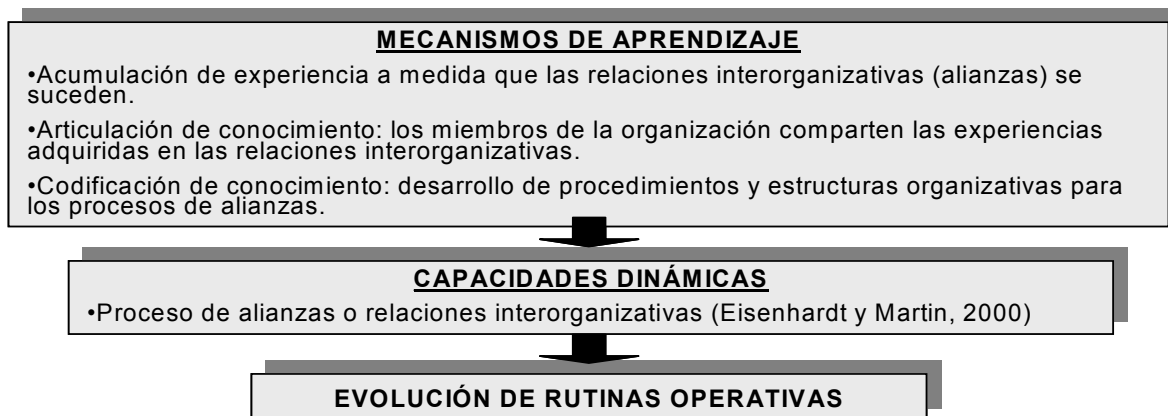 MECANISMOS DE APRENDIZAJE
•Acumulación de experiencia a medida que las relaciones interorganizativas (alianzas) se
suceden.
•Articulación de conocimiento: los miembros de la organización comparten las experiencias
adquiridas en las relaciones interorganizativas.
•Codificación de conocimiento: desarrollo de procedimientos y estructuras organizativas para
los procesos de alianzas.
CAPACIDADES DINÁMICAS
•Proceso de alianzas o relaciones interorganizativas (Eisenhardt y Martin, 2000)
EVOLUCIÓN DE RUTINAS OPERATIVAS